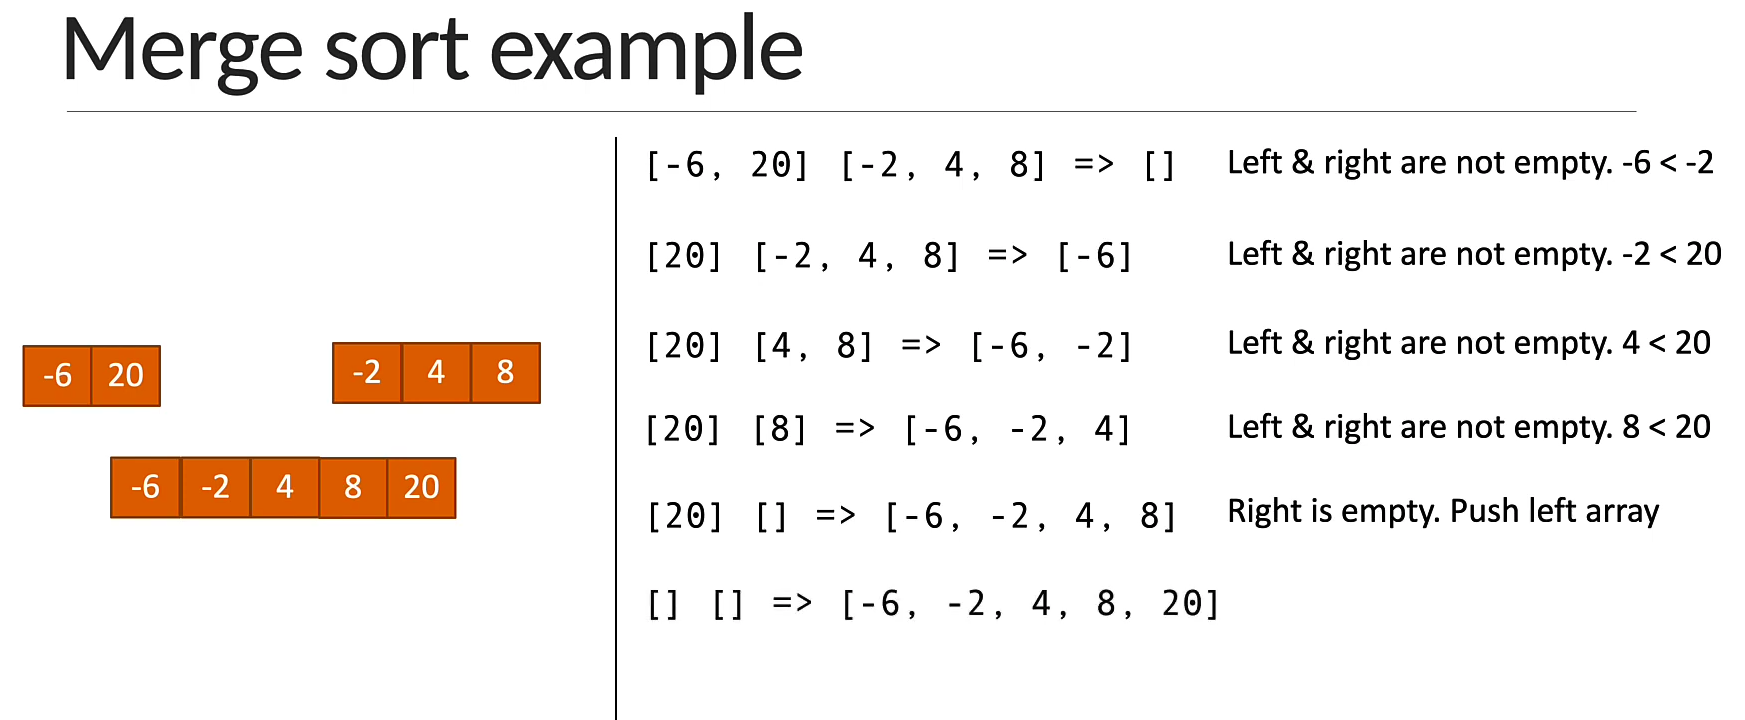 Merge sort example
[-6, 20] [-2, 4, 8] => [] Left & right are not empty. -6 < -2
[20] [-2, 4, 8] => [-6] Left & right are not empty. -2 < 20
[20] [4, 8] => [-6, -2] Left & right are not empty. 4 < 20
-6 20 -2 4 8
[20] [8] => [-6, -2, 4] Left & right are not empty. 8 < 20
-6 -2 4 8 20
[20] [] => [-6, -2, 4, 8] Right is empty. Push left array
[] [] => [-6, -2, 4, 8, 20]